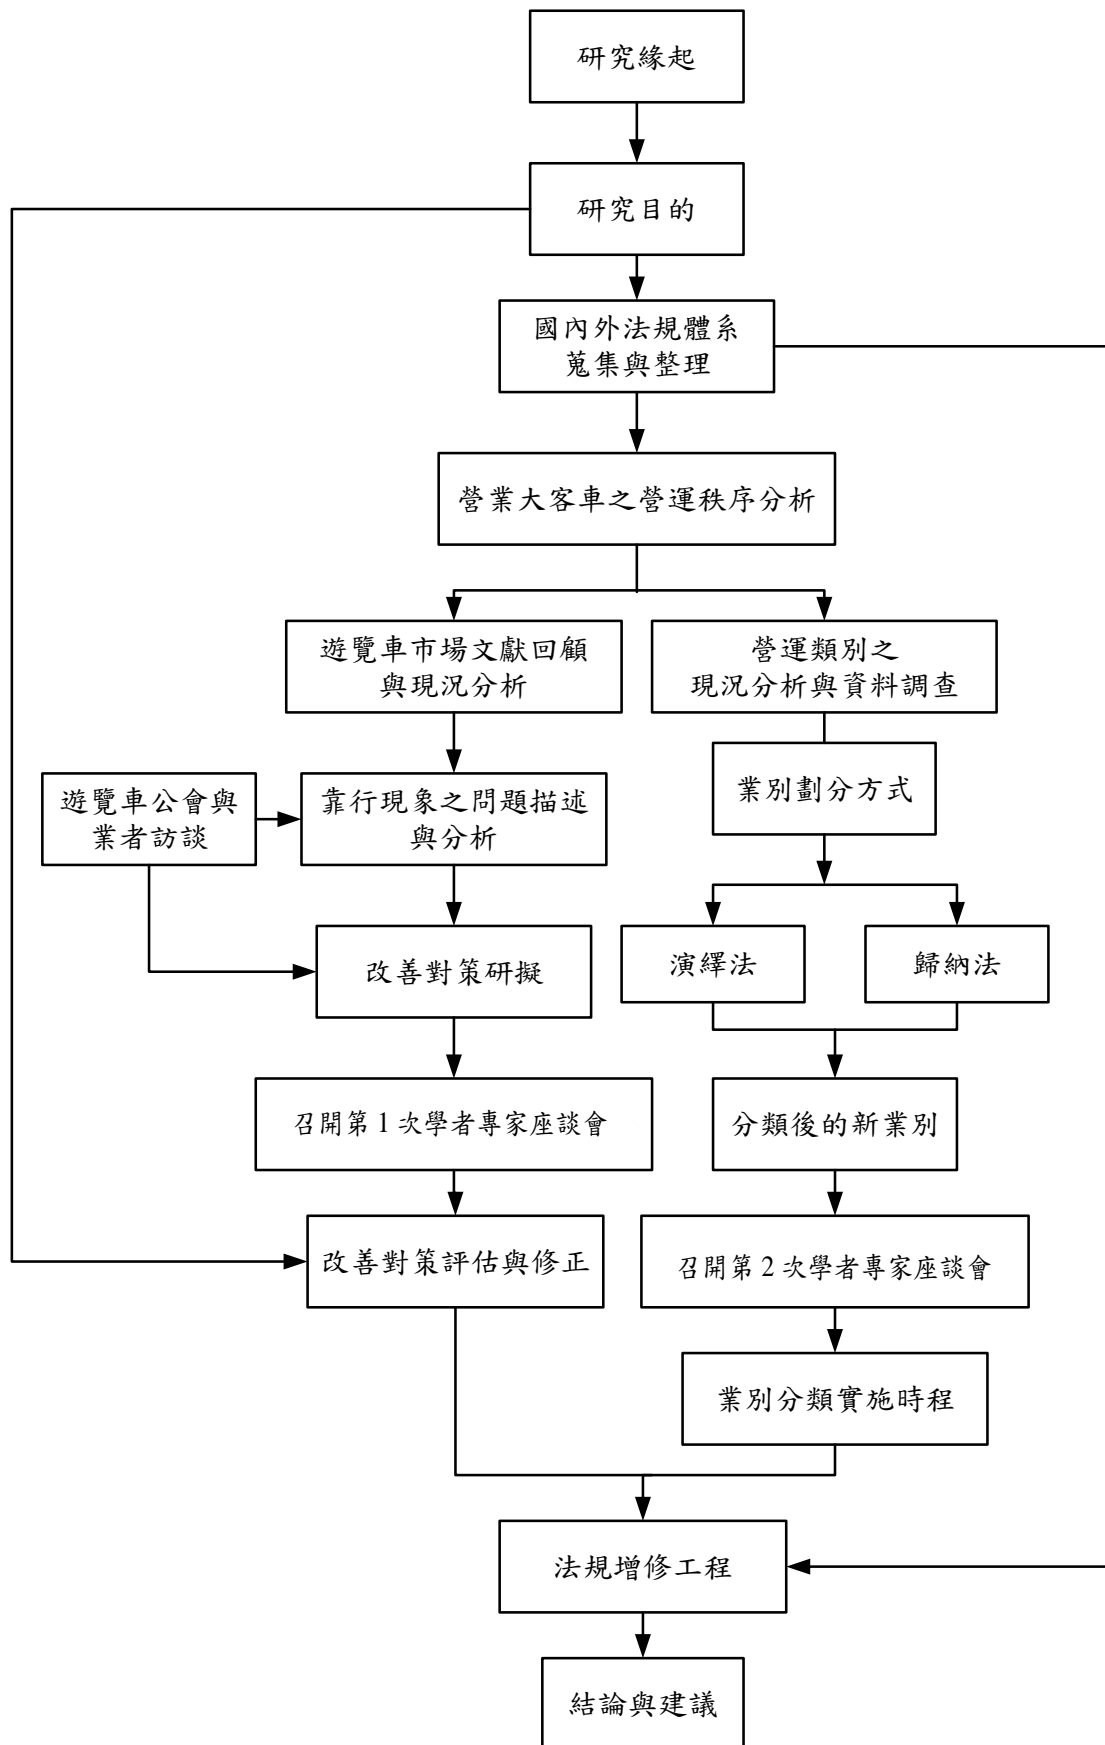 研究緣起
研究目的
國內外法規體系
蒐集與整理
營業大客車之營運秩序分析
遊覽車市場文獻回顧
與現況分析
營運類別之
現況分析與資料調查
遊覽車公會與
業者訪談
靠行現象之問題描述
與分析
業別劃分方式
改善對策研擬
演繹法
歸納法
召開第1次學者專家座談會
分類後的新業別
改善對策評估與修正
召開第2次學者專家座談會
業別分類實施時程
法規增修工程
結論與建議